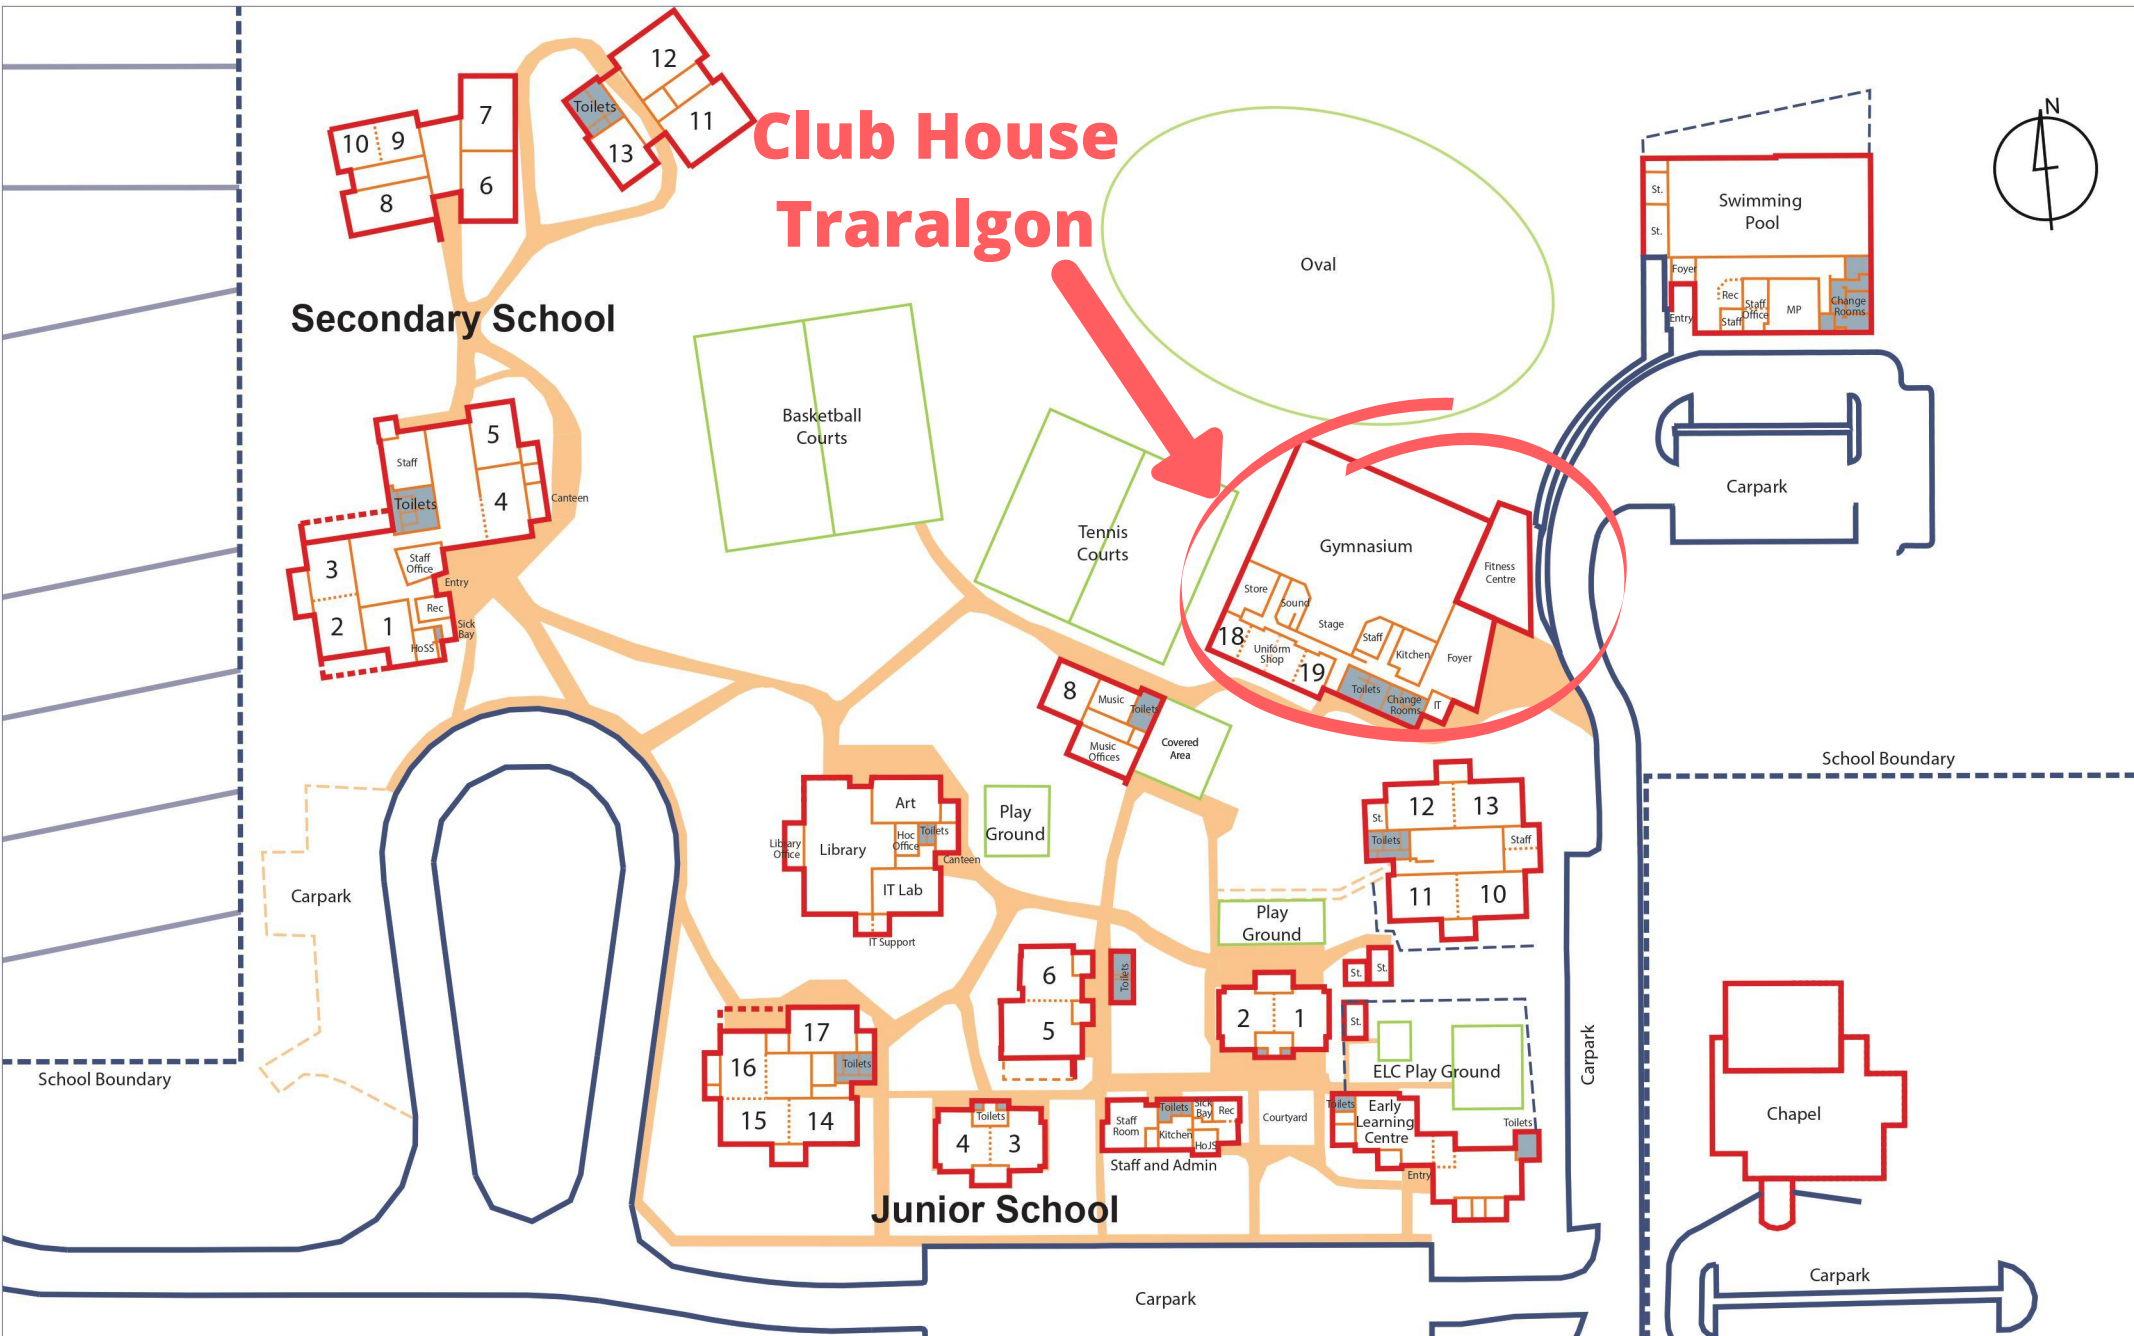 Club House
Traralgon
N
12
11
Toilets
13
7
6
10
9
8
Secondary School
Oval
Swimming
Pool
St.
St.
Foyer
Entry
Rec
Staff
Office
Staff
MP
Change
Rooms
Carpark
Basketball
Courts
Tennis
Courts
5
4
Staff
Toilets
Canteen
Staff
Office
Entry
Rec
Sick
Bay
HoSS
3
2
1
Gymnasium
Fitness
Centre
Store
Sound
Stage
Staff
Kitchen
Foyer
18
Uniform
Shop
19
Toilets
Change
Rooms
IT
8
Music
Toilets
Music
Offices
Covered
Area
School Boundary
Art
Hoc
Office
Toilets
Library
Office
Library
Canteen
IT Lab
IT Support
Play
Ground
12
13
St.
Toilets
Staff
11
10
Carpark
Play
Ground
6
5
Toilets
2
1
St.
St.
St.
ELC Play Ground
Carpark
School Boundary
17
16
Toilets
15
14
Toilets
4
3
Staff
Room
Toilets
Sick
Bay
Rec
Kitchen
HoJS
Staff and Admin
Courtyard
Toilets
Early
Learning
Centre
Toilets
Entry
Chapel
Junior School
Carpark
Carpark